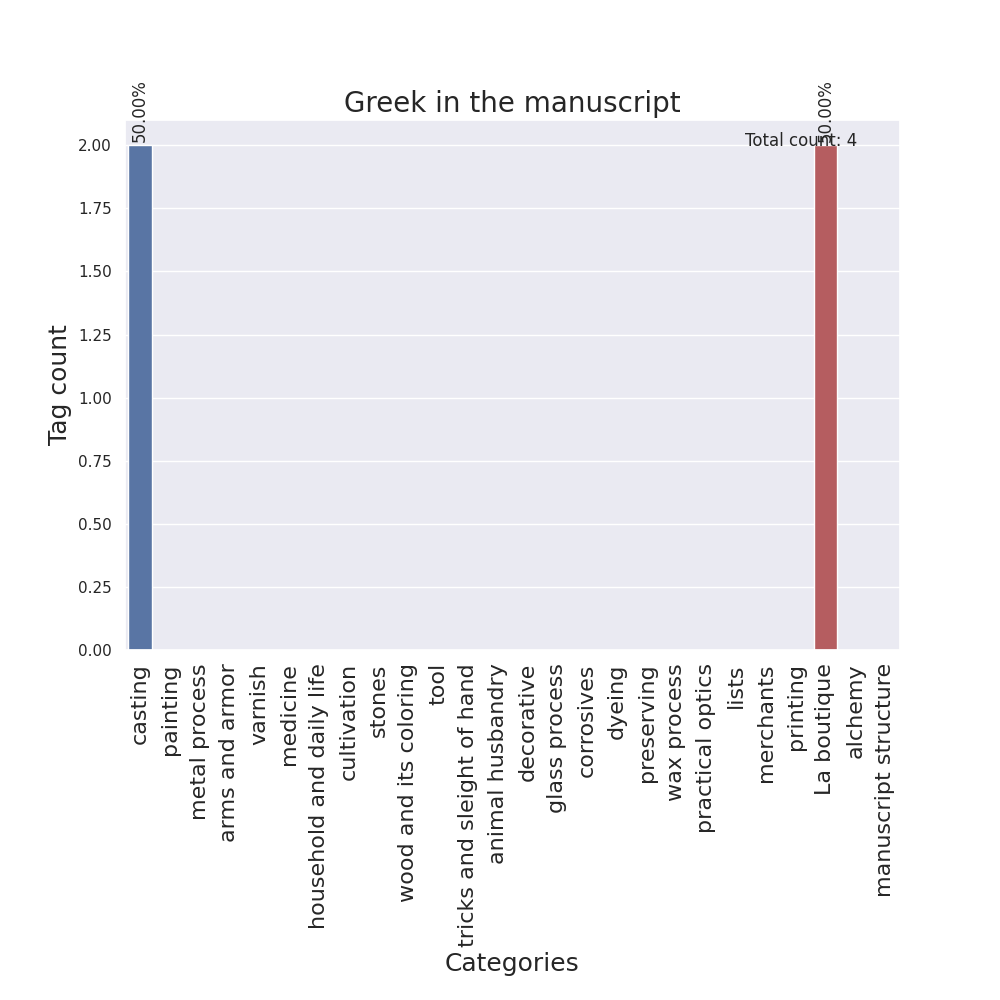 Greek in the manuscript
50.00%
50.00%
Total count: 4
2.00
1.75
1.50
1.25
1.00
0.75
0.50
0.25
0.00
Tag count
casting
painting
metal process
arms and armor
varnish
medicine
household and daily life
cultivation
stones
wood and its coloring
tool
tricks and sleight of hand
animal husbandry
decorative
glass process
corrosives
dyeing
preserving
wax process
practical optics
lists
merchants
printing
La boutique
alchemy
manuscript structure
Categories